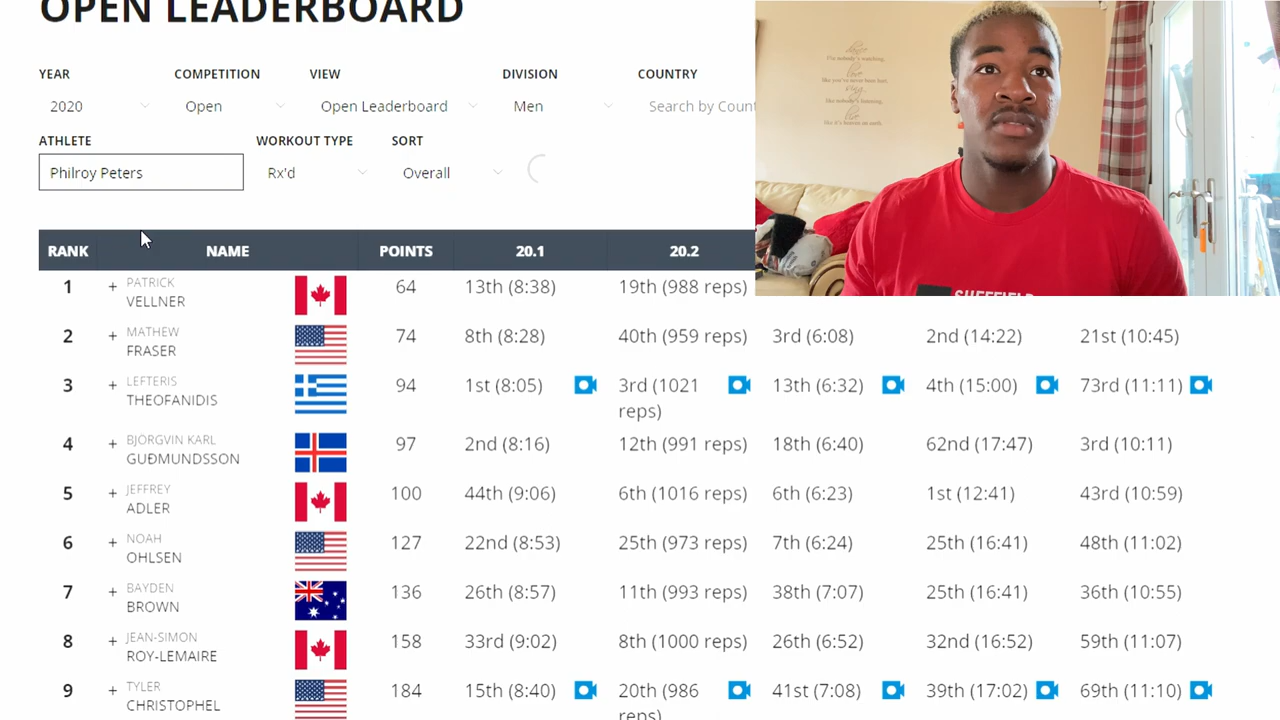 OPEN LEADERBOARD
YEAR COMPETITION VIEW DIVISION COUNTRY
2020 Open Open Leaderboard Men Search by Count
ATHLETE WORKOUT TYPE SORT
Philroy Peters Rx'd Overall
RANK NAME POINTS 20.1 20.2
1 + PATRICK VELLNER 64 13th (8:38) 19th (988 reps)
2 + MATHEW FRASER 74 8th (8:28) 40th (959 reps) 3rd (6:08) 2nd (14:22) 21st (10:45)
3 + LEFTERIS THEOFANIDIS 94 1st (8:05) 3rd (1021 reps) 13th (6:32) 4th (15:00) 73rd (11:11)
4 + BJORGVIN KARL GUÐMUNDSSON 97 2nd (8:16) 12th (991 reps) 18th (6:40) 62nd (17:47) 3rd (10:11)
5 + JEFFREY ADLER 100 44th (9:06) 6th (1016 reps) 6th (6:23) 1st (12:41) 43rd (10:59)
6 + NOAH OHLSEN 127 22nd (8:53) 25th (973 reps) 7th (6:24) 25th (16:41) 48th (11:02)
7 + BAYDEN BROWN 136 26th (8:57) 11th (993 reps) 38th (7:07) 25th (16:41) 36th (10:55)
8 + JEAN-SIMON ROY-LEMAIRE 158 33rd (9:02) 8th (1000 reps) 26th (6:52) 32nd (16:52) 59th (11:07)
9 + TYLER CHRISTOPHEL 184 15th (8:40) 20th (986 reps) 41st (7:08) 39th (17:02) 69th (11:10)
dance
love
sing
live
SHEFFIELD